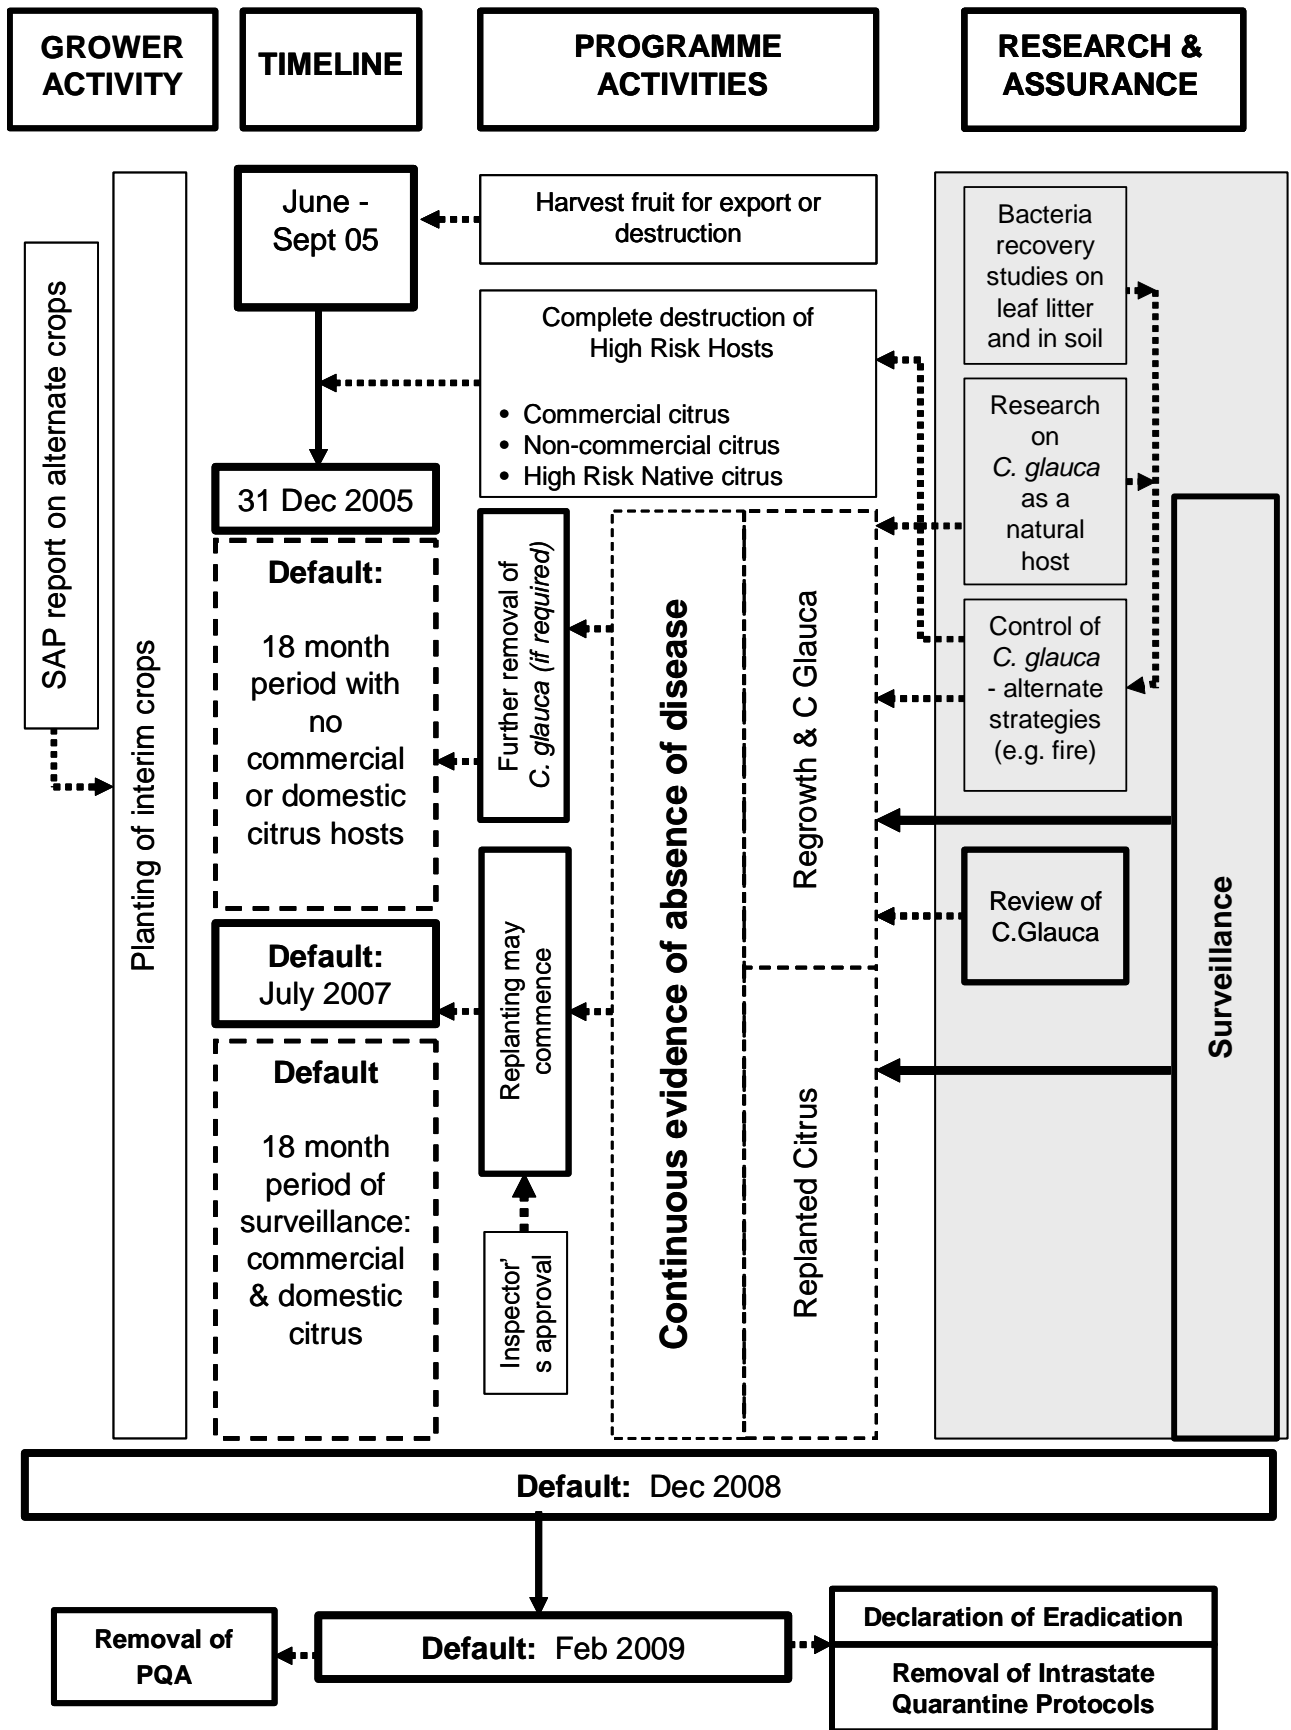 GROWER
ACTIVITY
TIMELINE
PROGRAMME
ACTIVITIES
RESEARCH &
ASSURANCE
SAP report on alternate crops
Planting of interim crops
June -
Sept 05
Harvest fruit for export or
destruction
Complete destruction of
High Risk Hosts
• Commercial citrus
• Non-commercial citrus
• High Risk Native citrus
31 Dec 2005
Default:
18 month
period with
no
commercial
or domestic
citrus hosts
Default:
July 2007
Default
18 month
period of
surveillance:
commercial
& domestic
citrus
Further removal of
C. glauca (if required)
Replanting may
commence
Inspector'
s approval
Continuous evidence of absence of disease
Regrowth & C Glauca
Replanted Citrus
Bacteria
recovery
studies on
leaf litter
and in soil
Research
on
C. glauca
as a
natural
host
Control of
C. glauca
- alternate
strategies
(e.g. fire)
Review of
C.Glauca
Surveillance
Default: Dec 2008
Removal of
PQA
Default: Feb 2009
Declaration of Eradication
Removal of Intrastate
Quarantine Protocols